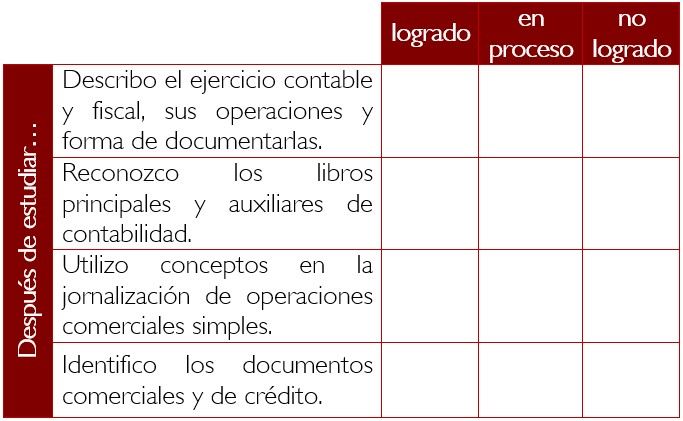 logrado
en
proceso
no
logrado
Después de estudiar…
Describo el ejercicio contable
y fiscal, sus operaciones y
forma de documentarlas.
Reconozco los libros
principales y auxiliares de
contabilidad.
Utilizo conceptos en la
jornalización de operaciones
comerciales simples.
Identifico los documentos
comerciales y de crédito.